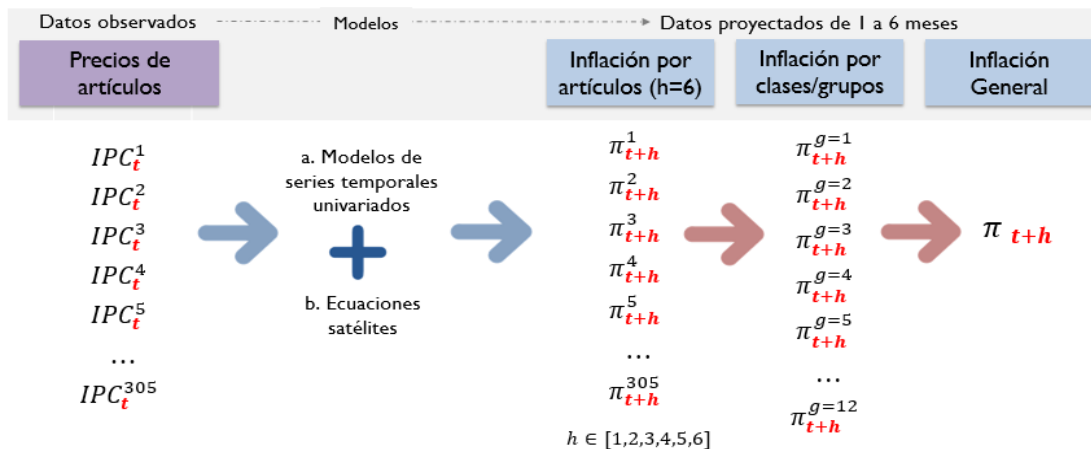 Datos observados
Modelos
Datos proyectados de 1 a 6 meses
Precios de
artículos
Inflación por
artículos (h=6)
Inflación por
clases/grupos
Inflación
General
IPC_t^1
IPC_t^2
IPC_t^3
IPC_t^4
IPC_t^5
...
IPC_t^305
a. Modelos de
series temporales
univariados
b. Ecuaciones
satélites
π_{t+h}^1
π_{t+h}^2
π_{t+h}^3
π_{t+h}^4
π_{t+h}^5
...
π_{t+h}^305
h ∈ [1,2,3,4,5,6]
π_{t+h}^{g=1}
π_{t+h}^{g=2}
π_{t+h}^{g=3}
π_{t+h}^{g=4}
π_{t+h}^{g=5}
...
π_{t+h}^{g=12}
π_{t+h}